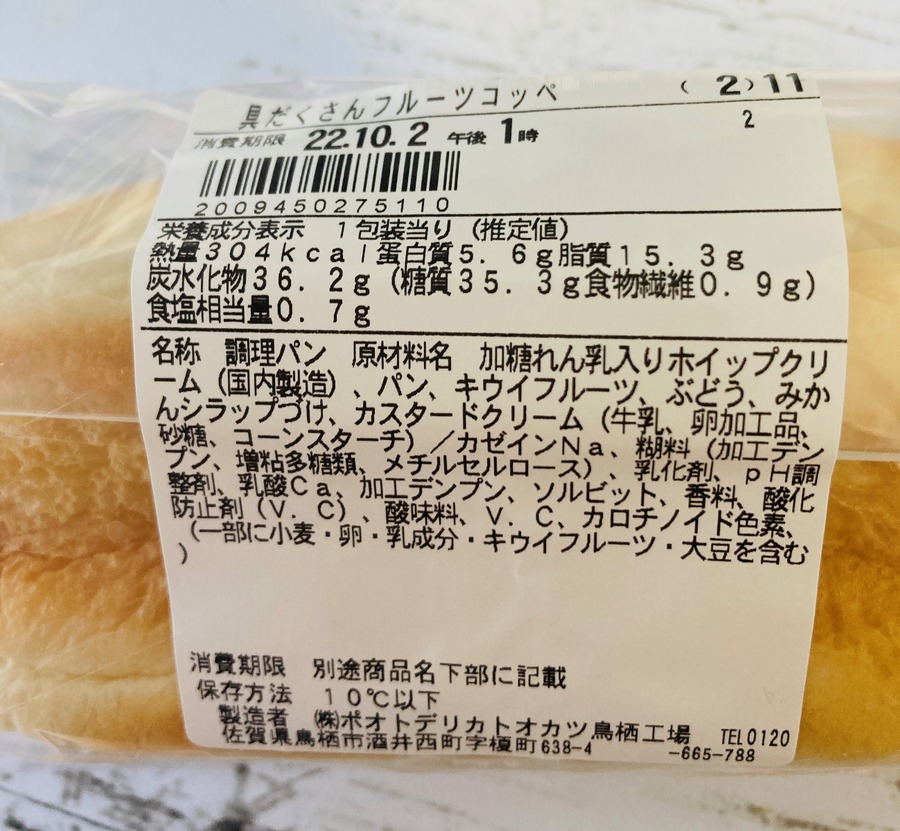 具だくさんフルーツコッペ (2)11
2
消費期限 22.10.2 午後 1時
2009450275110
栄養成分表示 1包装当り(推定値)
熱量304kcal蛋白質5.6g脂質15.3g
炭水化物36.2g(糖質35.3g食物繊維0.9g)
食塩相当量0.7g
名称 調理パン 原材料名 加糖れん乳入りホイップクリ
ーム(国内製造)、パン、キウイフルーツ、ぶどう、みか
んシラップづけ、カスタードクリーム(牛乳、卵加工品、
砂糖、コーンスターチ)/カゼインNa、糊料(加工デン
プン、増粘多糖類、メチルセルロース)、乳化剤、pH調
整剤、乳酸Ca、加工デンプン、ソルビット、香料、酸化
防止剤(V.C)、酸味料、V.C、カロチノイド色素、
(一部に小麦・卵・乳成分・キウイフルーツ・大豆を含む
)
消費期限 別途商品名下部に記載
保存方法 10℃以下
製造者 ㈱ポオトデリカトオカツ鳥栖工場 TEL0120
佐賀県鳥栖市酒井西町字榎町638-4 -665-788